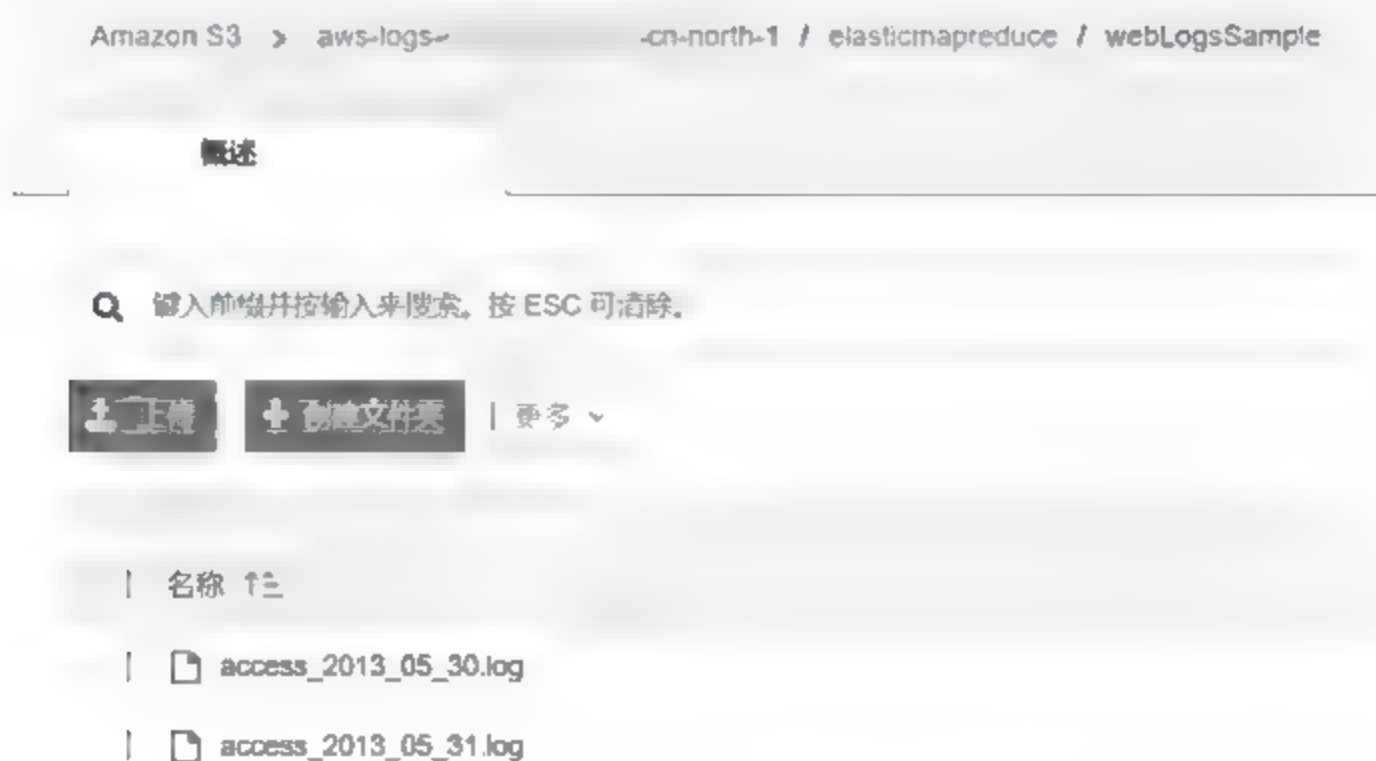 Amazon S3 > aws-logs- -cn-north-1 / elasticmapreduce / webLogsSample
概述
键入前缀并按输入来搜索。按 ESC 可清除。
上传 创建文件夹 更多
名称
access_2013_05_30.log
access_2013_05_31.log